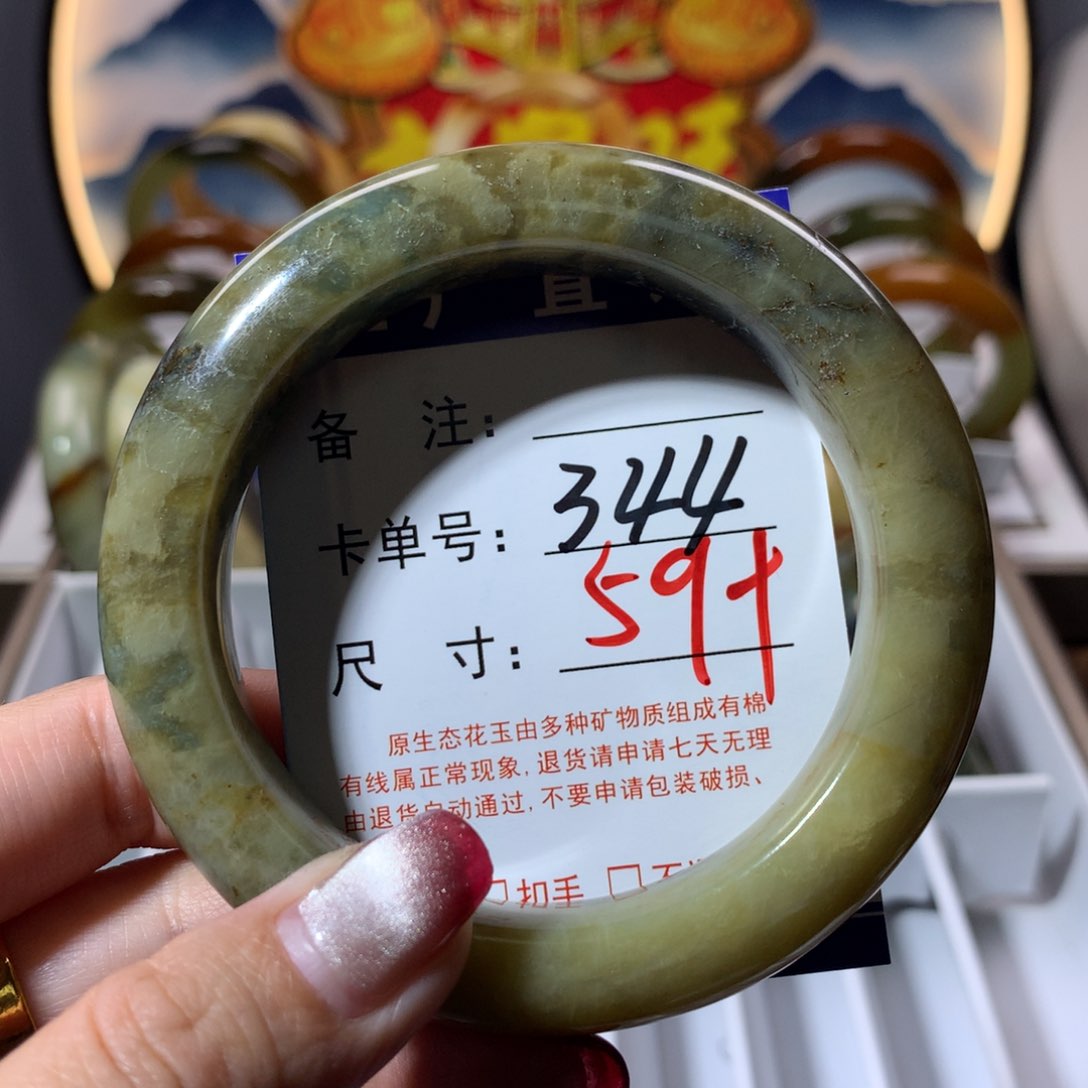 厂 直
备 注：
卡单号： 344
尺 寸： 59+
原生态花玉由多种矿物质组成有棉
有线属正常现象，退货请申请七天无理
由退货自动通过，不要申请包装破损、
□扣手 □不